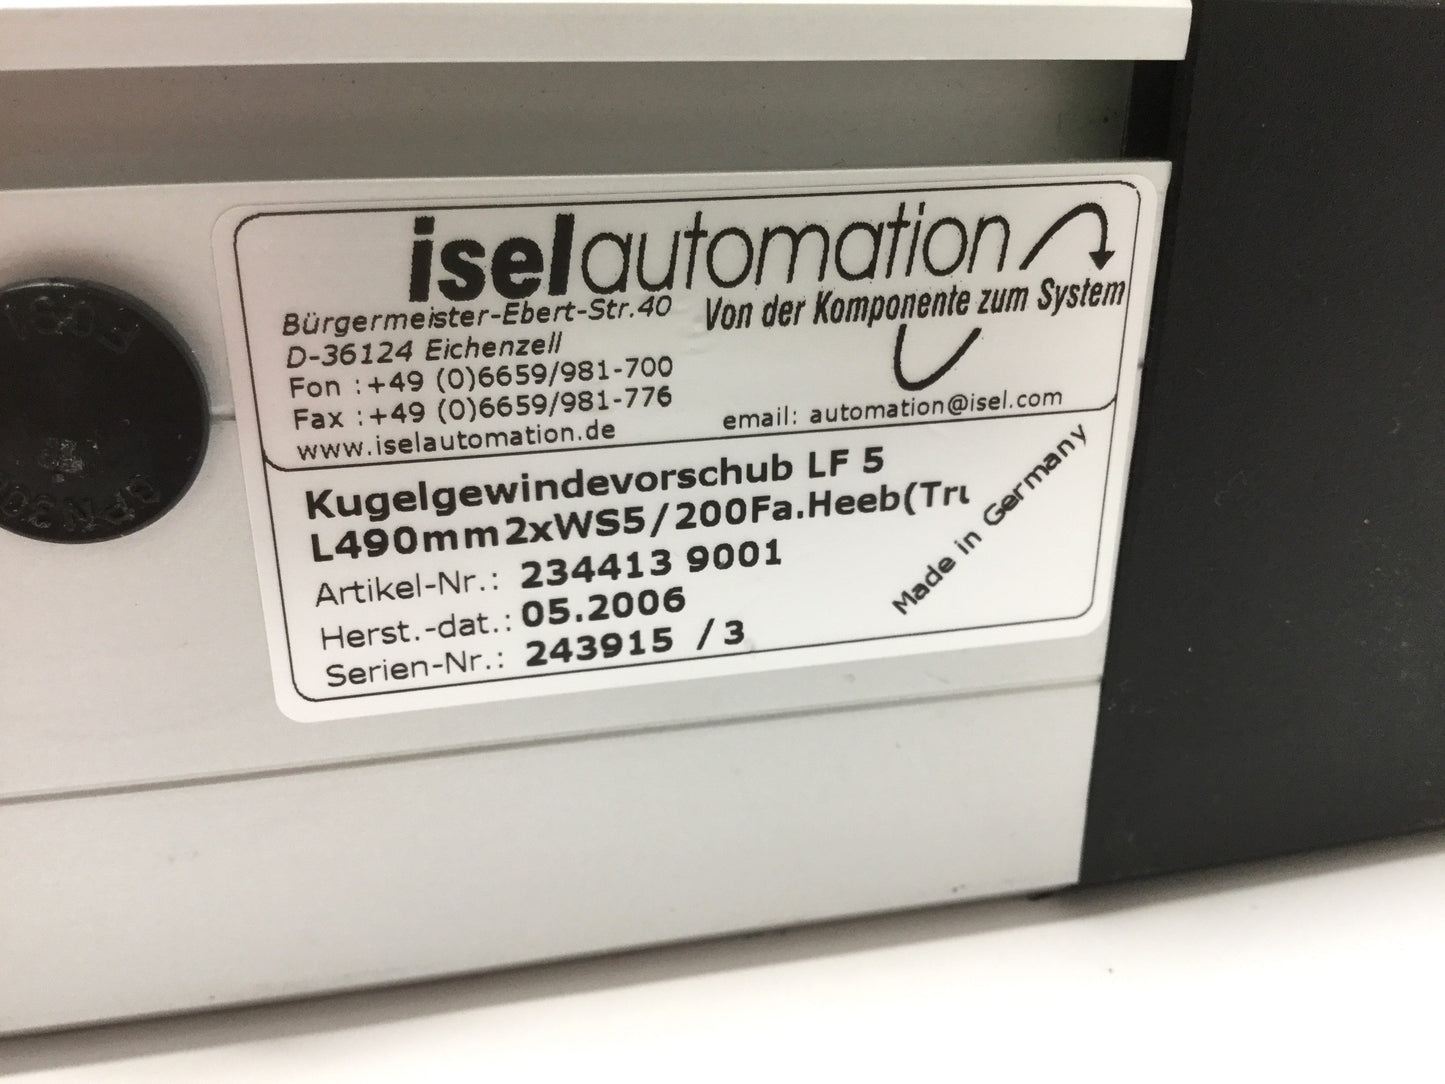 iselautomation
Von der Komponente zum System
Bürgermeister-Ebert-Str.40
D-36124 Eichenzell
Fon :+49 (0)6659/981-700
Fax :+49 (0)6659/981-776
www.iselautomation.de
email: automation@isel.com
Kugelgewindevorschub LF 5
L490mm2xWS5/200Fa.Heeb(Tru
Artikel-Nr.: 234413 9001
Herst.-dat.: 05.2006
Serien-Nr.: 243915 /3
Made in Germany